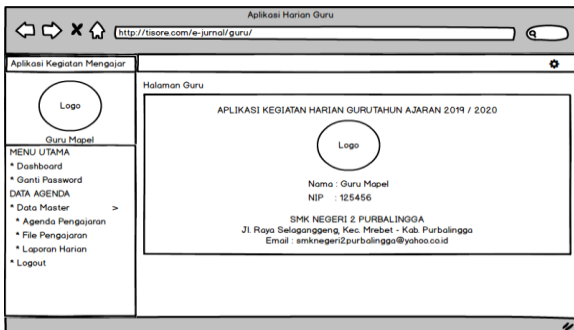 Aplikasi Harian Guru
http://tisore.com/e-jurnal/guru/
Aplikasi Kegiatan Mengajar
Logo
Guru Mapel
MENU UTAMA
* Dashboard
* Ganti Password
DATA AGENDA
* Data Master >
* Agenda Pengajaran
* File Pengajaran
* Laporan Harian
* Logout
Halaman Guru
APLIKASI KEGIATAN HARIAN GURUTAHUN AJARAN 2019 / 2020
Logo
Nama : Guru Mapel
NIP : 125456
SMK NEGERI 2 PURBALINGGA
Jl. Raya Selaganggeng, Kec. Mrebet - Kab. Purbalingga
Email : smknegeri2purbalingga@yahoo.co.id